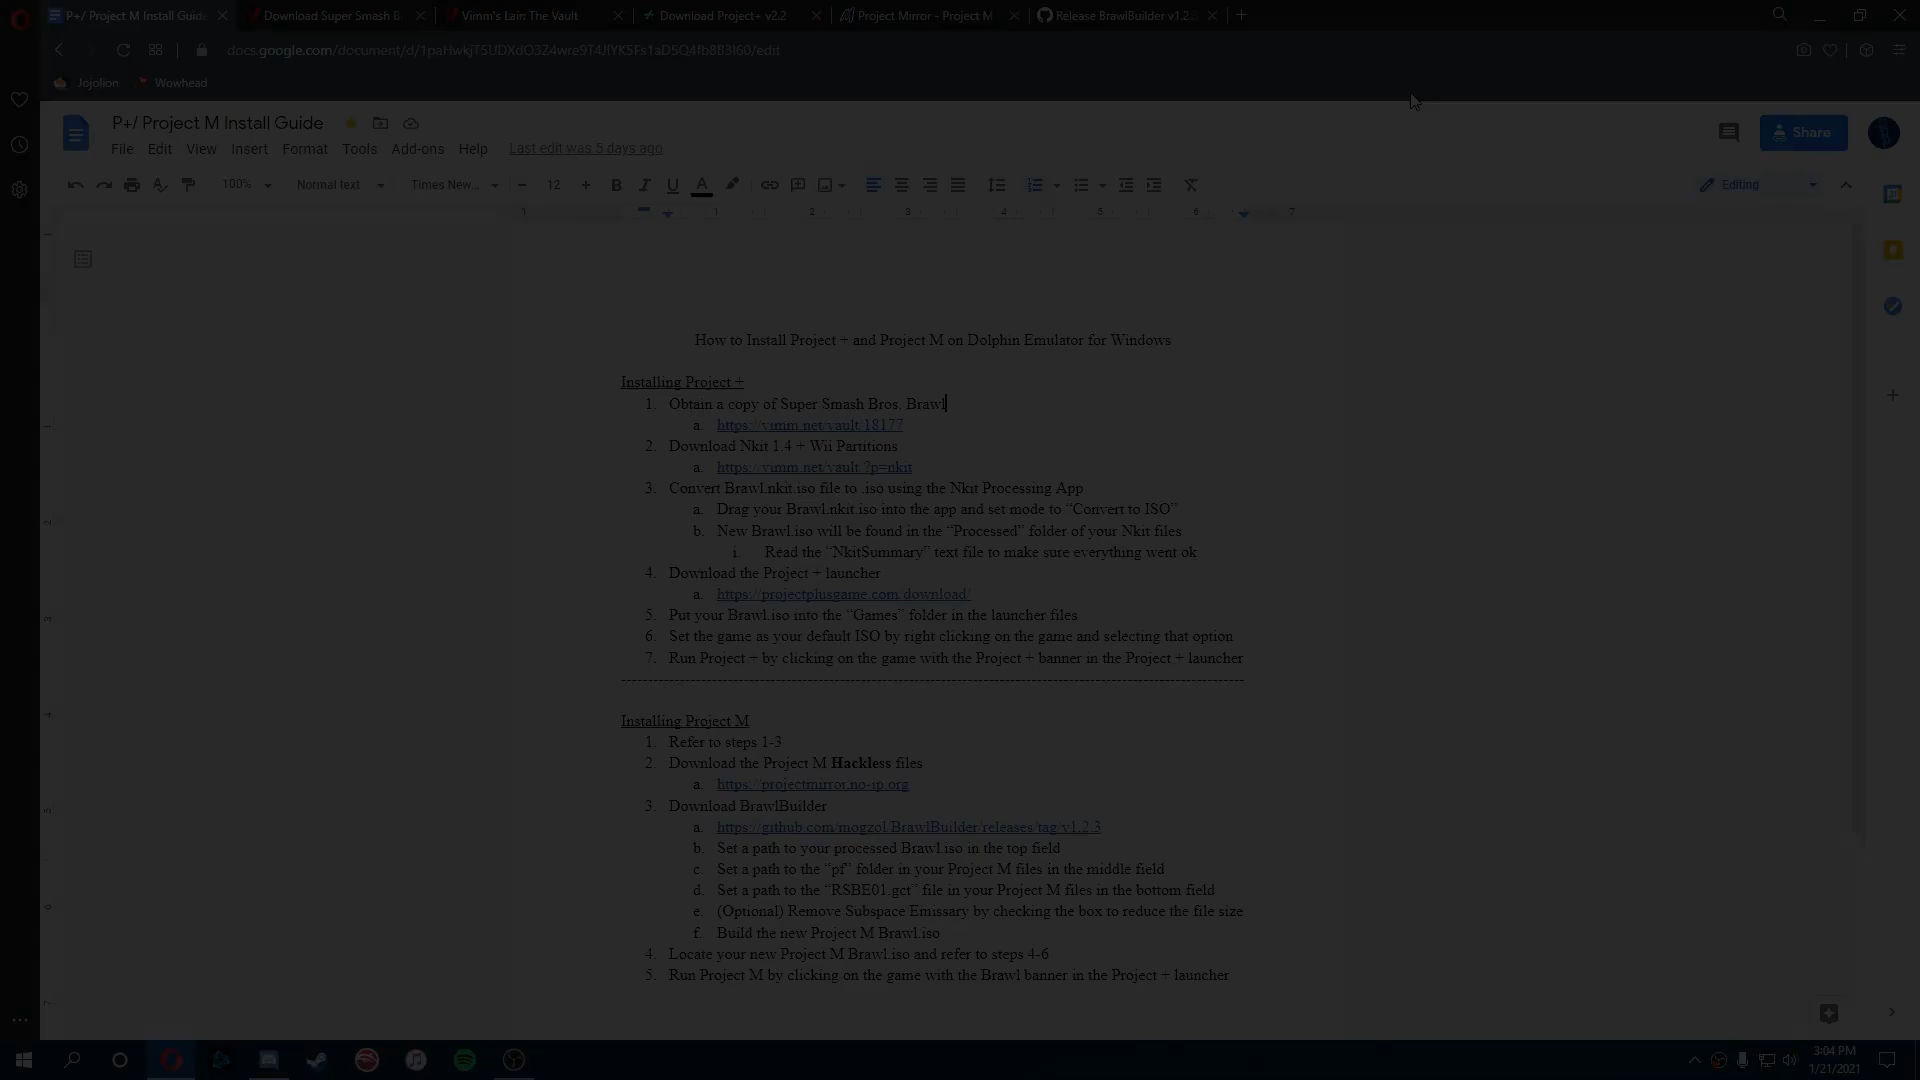 P+/ Project M Install Guide
Download Super Smash B
Vimm's Lair: The Vault
Download Project+ v2.2
Project Mirror - Project M
Release BrawlBuilder v1.2.
Jojolion
Wowhead
P+/ Project M Install Guide
Share
File Edit View Insert Format Tools Add-ons Help Last edit was 5 days ago
100% Normal text Times New... 12 Editing
1 1 2 3 4 5 6 7
How to Install Project + and Project M on Dolphin Emulator for Windows
Installing Project +
1. Obtain a copy of Super Smash Bros. Brawl
a. https://vimm.net/vault/18177
2. Download Nkit 1.4 + Wii Partitions
a. https://vimm.net/vault/?p=nkit
3. Convert Brawl.nkit.iso file to .iso using the Nkit Processing App
a. Drag your Brawl.nkit.iso into the app and set mode to “Convert to ISO”
b. New Brawl.iso will be found in the “Processed” folder of your Nkit files
i. Read the “NkitSummary” text file to make sure everything went ok
4. Download the Project + launcher
a. https://projectplusgame.com/download/
5. Put your Brawl.iso into the “Games” folder in the launcher files
6. Set the game as your default ISO by right clicking on the game and selecting that option
7. Run Project + by clicking on the game with the Project + banner in the Project + launcher
Installing Project M
1. Refer to steps 1-3
2. Download the Project M Hackless files
a. https://projectmirror.no-ip.org
3. Download BrawlBuilder
a. https://github.com/mogzol/BrawlBuilder/releases/tag/v1.2.3
b. Set a path to your processed Brawl.iso in the top field
c. Set a path to the “pf” folder in your Project M files in the middle field
d. Set a path to the “RSBE01.gct” file in your Project M files in the bottom field
e. (Optional) Remove Subspace Emissary by checking the box to reduce the file size
f. Build the new Project M Brawl.iso
4. Locate your new Project M Brawl.iso and refer to steps 4-6
5. Run Project M by clicking on the game with the Brawl banner in the Project + launcher
3:04 PM
1/21/2021